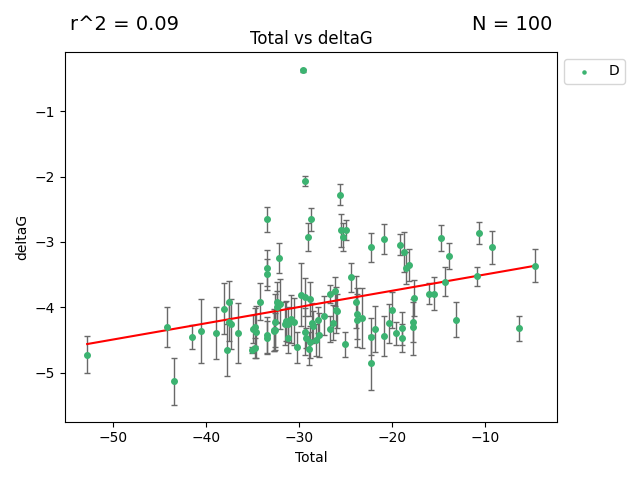 r^2 = 0.09
N = 100
Total vs deltaG
D
−1
−2
−3
−4
−5
deltaG
−50
−40
−30
−20
−10
Total